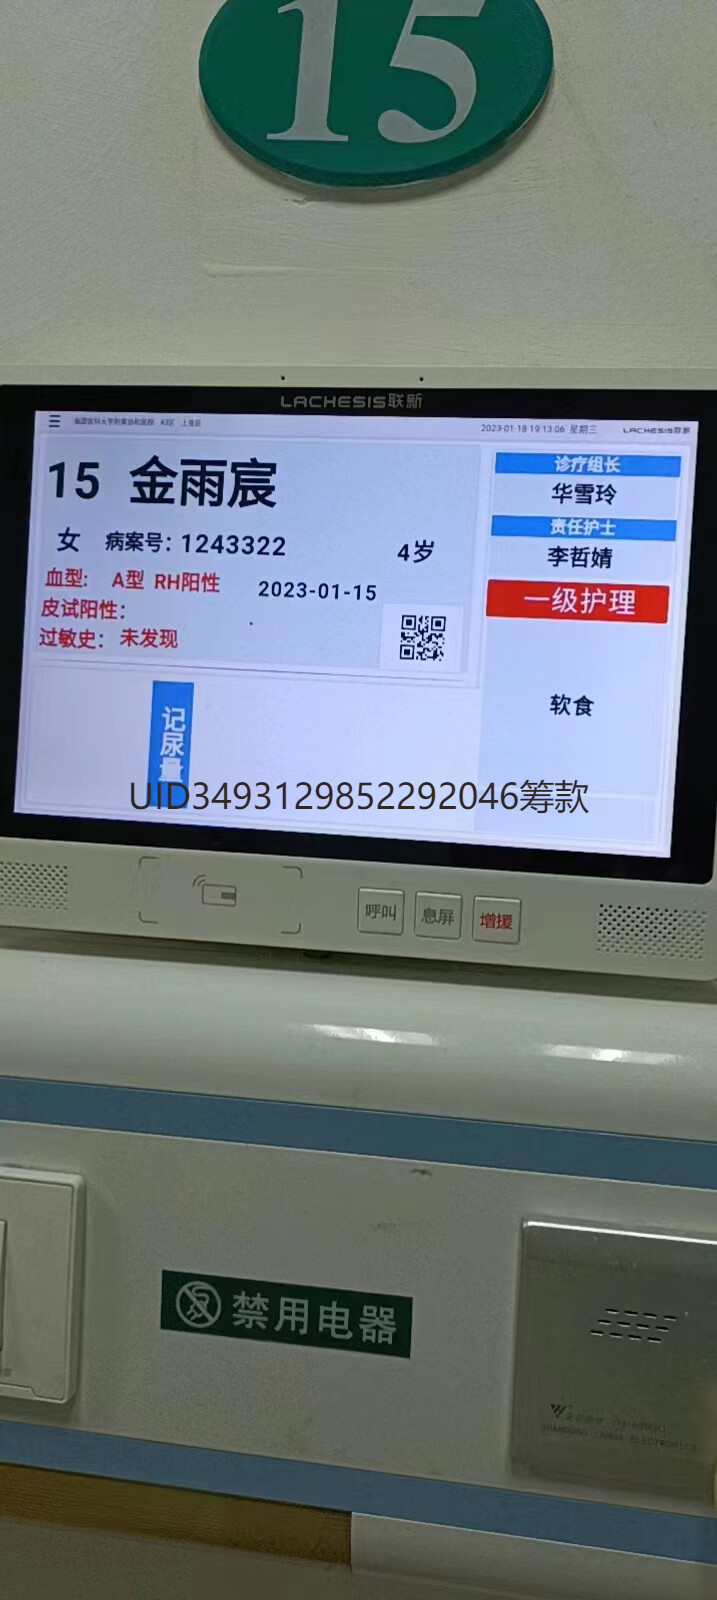 15
LACHESIS联新
福建医科大学附属协和医院 A3区 上善田
2023-01-18 19:13:06 星期三 LACHESIS联新
15 金雨宸
女 病案号: 1243322 4岁
血型: A型 RH阳性 2023-01-15
皮试阳性:
过敏史: 未发现
诊疗组长
华雪玲
责任护士
李哲婧
一级护理
软食
记尿量
UID3493129852292046筹款
呼叫 息屏 增援
禁用电器